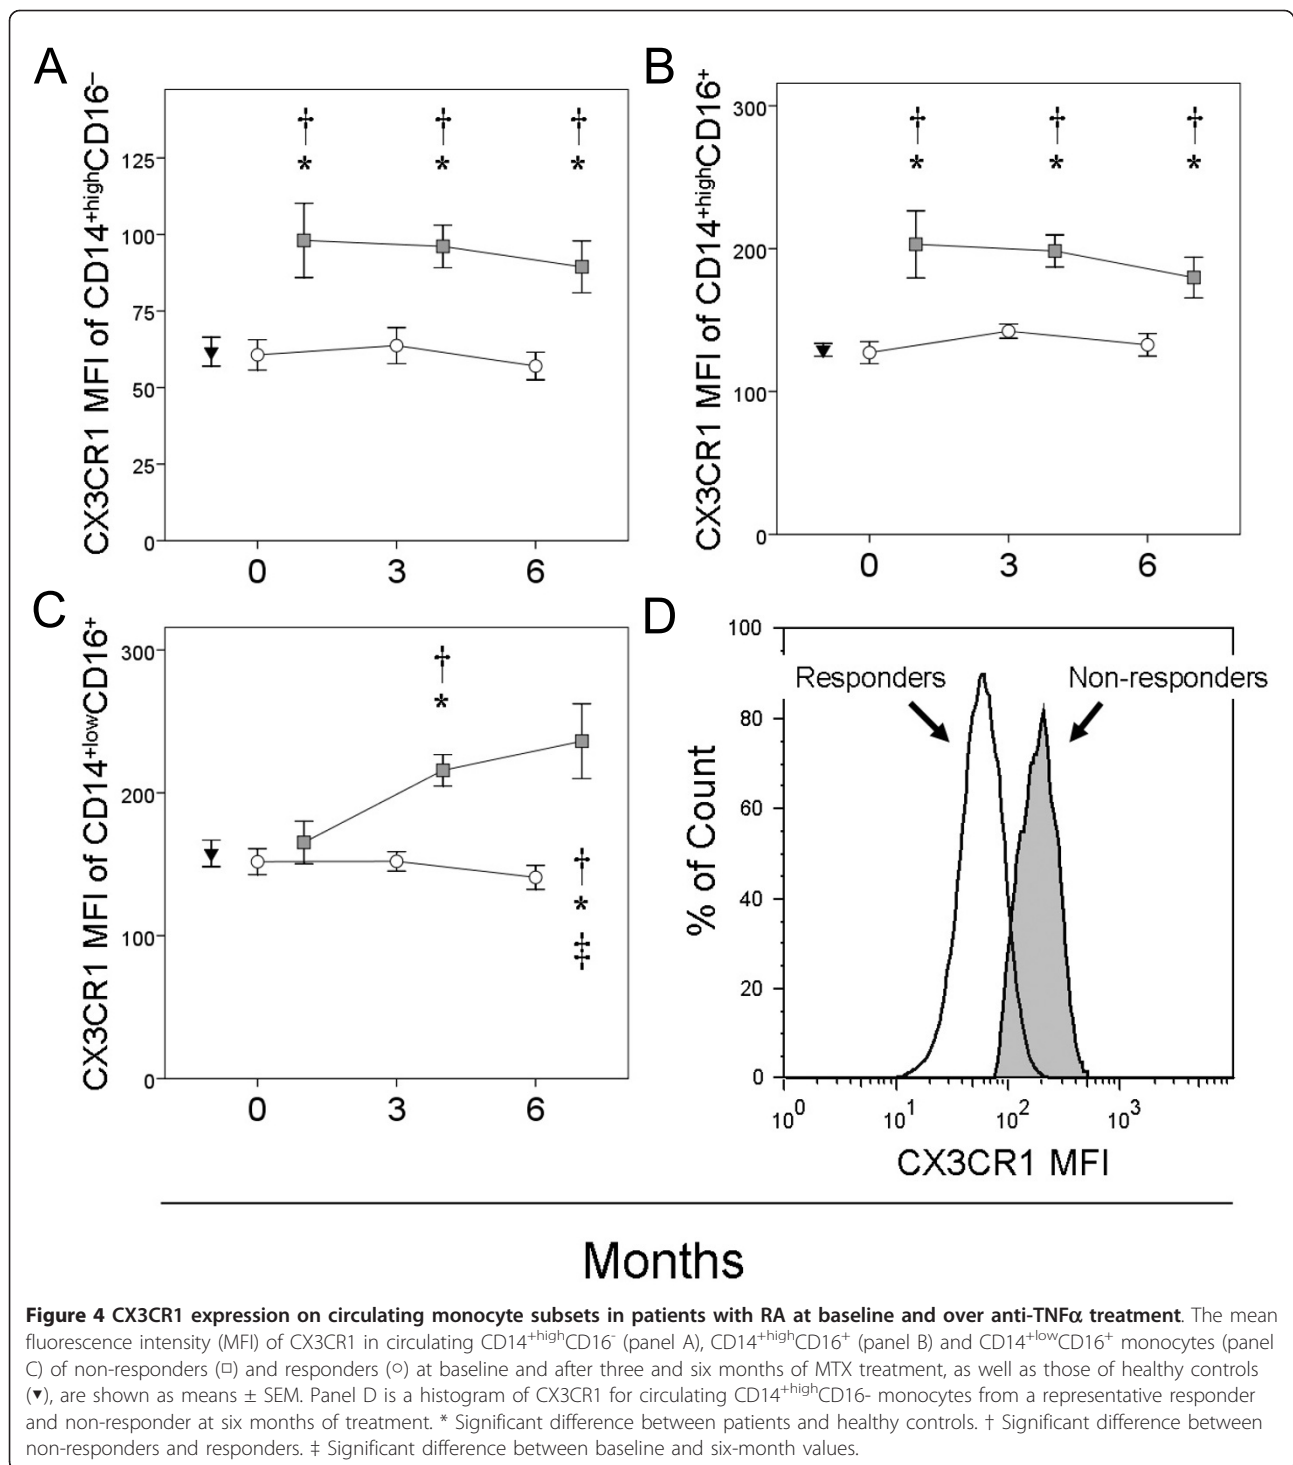 A
CX3CR1 MFI of CD14+highCD16–
125
100
75
50
25
0
† † †
* * *
0 3 6
B
CX3CR1 MFI of CD14+highCD16+
300
200
100
0
† † †
* * *
0 3 6
C
CX3CR1 MFI of CD14+lowCD16+
300
200
100
0
†
*
†
*
‡
0 3 6
D
% of Count
100
80
60
40
20
0
Responders
Non-responders
10^0 10^1 10^2 10^3
CX3CR1 MFI
Months
Figure 4 CX3CR1 expression on circulating monocyte subsets in patients with RA at baseline and over anti-TNFα treatment. The mean
fluorescence intensity (MFI) of CX3CR1 in circulating CD14+highCD16- (panel A), CD14+highCD16+ (panel B) and CD14+lowCD16+ monocytes (panel
C) of non-responders (□) and responders (○) at baseline and after three and six months of MTX treatment, as well as those of healthy controls
(▼), are shown as means ± SEM. Panel D is a histogram of CX3CR1 for circulating CD14+highCD16- monocytes from a representative responder
and non-responder at six months of treatment. * Significant difference between patients and healthy controls. † Significant difference between
non-responders and responders. ‡ Significant difference between baseline and six-month values.